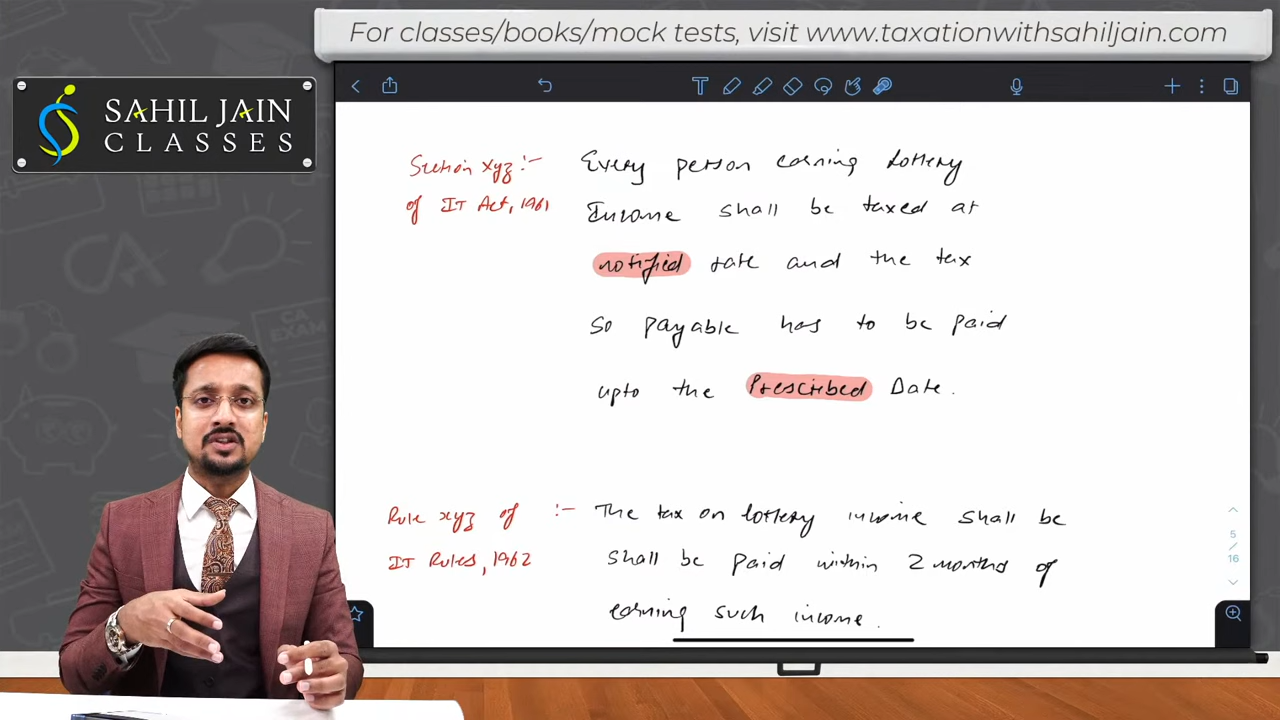 For classes/books/mock tests, visit www.taxationwithsahiljain.com
SAHIL JAIN
CLASSES
Section xyz :- Every person earning Lottery
of IT Act, 1961 Income shall be taxed at
notified rate and the tax
so payable has to be paid
upto the Prescribed Date.
Rule xyz of :- The tax on lottery income shall be
IT Rules, 1962 shall be paid within 2 months of
earning such income.
5
/
16